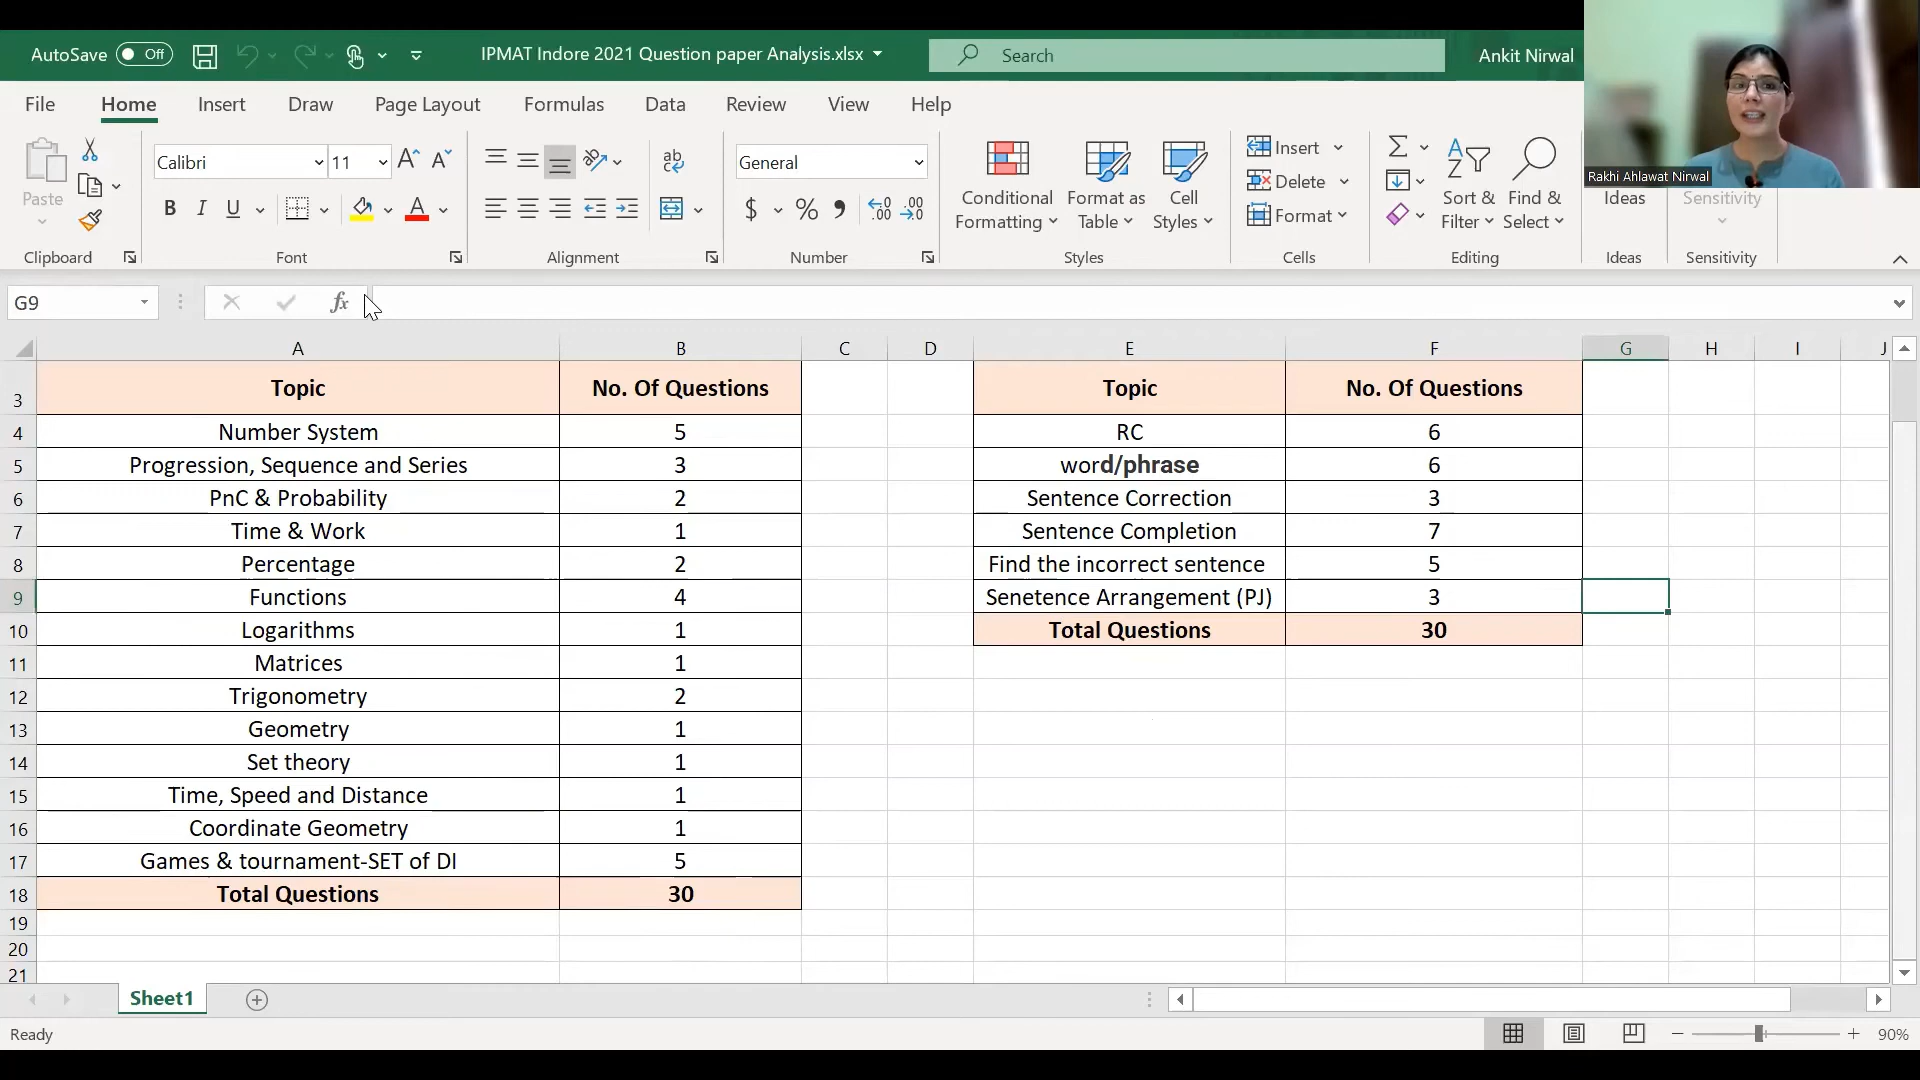 AutoSave Off IPMAT Indore 2021 Question paper Analysis.xlsx Search Ankit Nirwal
File Home Insert Draw Page Layout Formulas Data Review View Help
Rakhi Ahlawat Nirwal
Paste Calibri 11 ab General Conditional Formatting Format as Table Cell Styles Insert Delete Format Sort & Filter Find & Select Ideas Sensitivity
Clipboard Font Alignment Number Styles Cells Editing Ideas Sensitivity
G9 fx
A B C D E F G H I J
3 Topic No. Of Questions Topic No. Of Questions
4 Number System 5 RC 6
5 Progression, Sequence and Series 3 word/phrase 6
6 PnC & Probability 2 Sentence Correction 3
7 Time & Work 1 Sentence Completion 7
8 Percentage 2 Find the incorrect sentence 5
9 Functions 4 Senetence Arrangement (PJ) 3
10 Logarithms 1 Total Questions 30
11 Matrices 1
12 Trigonometry 2
13 Geometry 1
14 Set theory 1
15 Time, Speed and Distance 1
16 Coordinate Geometry 1
17 Games & tournament-SET of DI 5
18 Total Questions 30
19
20
21
Sheet1
Ready 90%